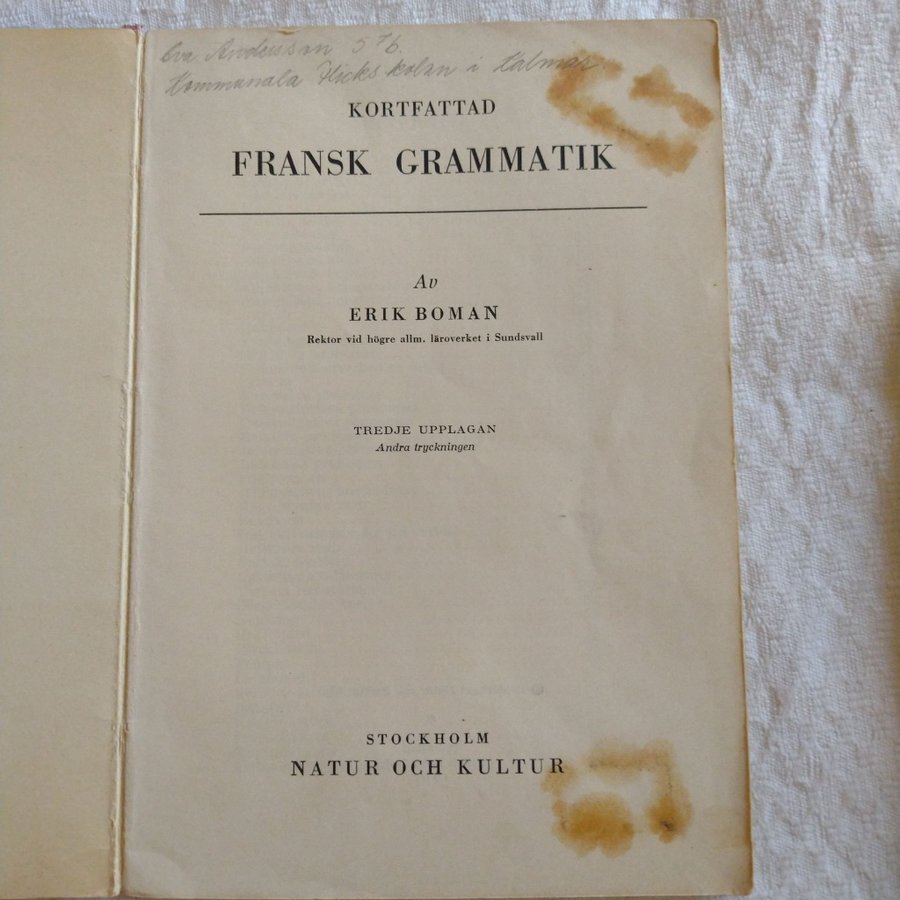 Eva Andersson 5⁷b.
Kommunala Flickskolan i Kalmar
KORTFATTAD
FRANSK GRAMMATIK
Av
ERIK BOMAN
Rektor vid högre allm. läroverket i Sundsvall
TREDJE UPPLAGAN
Andra tryckningen
STOCKHOLM
NATUR OCH KULTUR